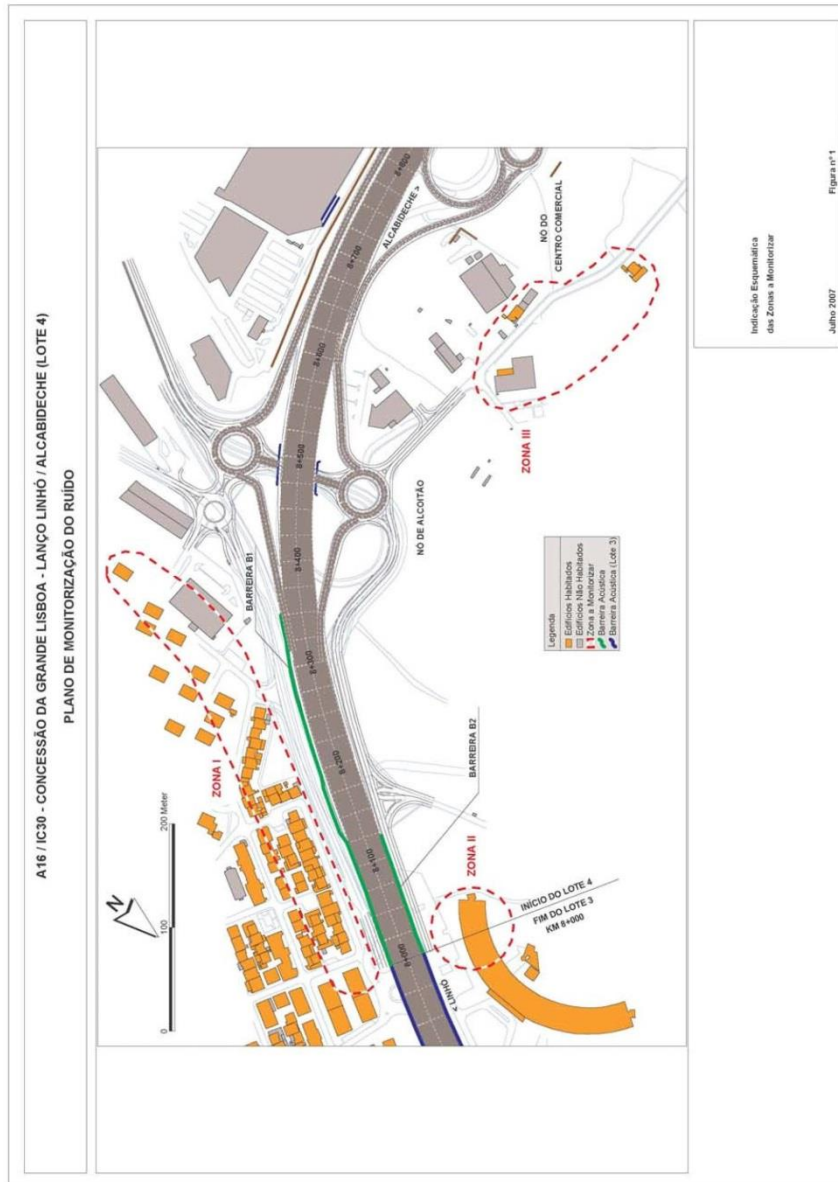 A16 / IC30 - CONCESSÃO DA GRANDE LISBOA - LANÇO LINHÓ / ALCABIDECHE (LOTE 4)
PLANO DE MONITORIZAÇÃO DO RUÍDO
N
0 100 200 Meter
ZONA I
BARREIRA B1
8+000
8+100
8+200
8+300
8+400
8+500
8+600
8+700
8+800
ALCABIDECHE >
< LINHÓ
BARREIRA B2
ZONA II
INÍCIO DO LOTE 4
FIM DO LOTE 3
KM 8+000
NÓ DE ALCOITÃO
ZONA III
NÓ DO
CENTRO COMERCIAL
Legenda
Edifícios Habitados
Edifícios Não Habitados
Zona a Monitorizar
Barreira Acústica
Barreira Acústica (Lote 3)
Indicação Esquemática
das Zonas a Monitorizar
Julho 2007 Figura nº 1